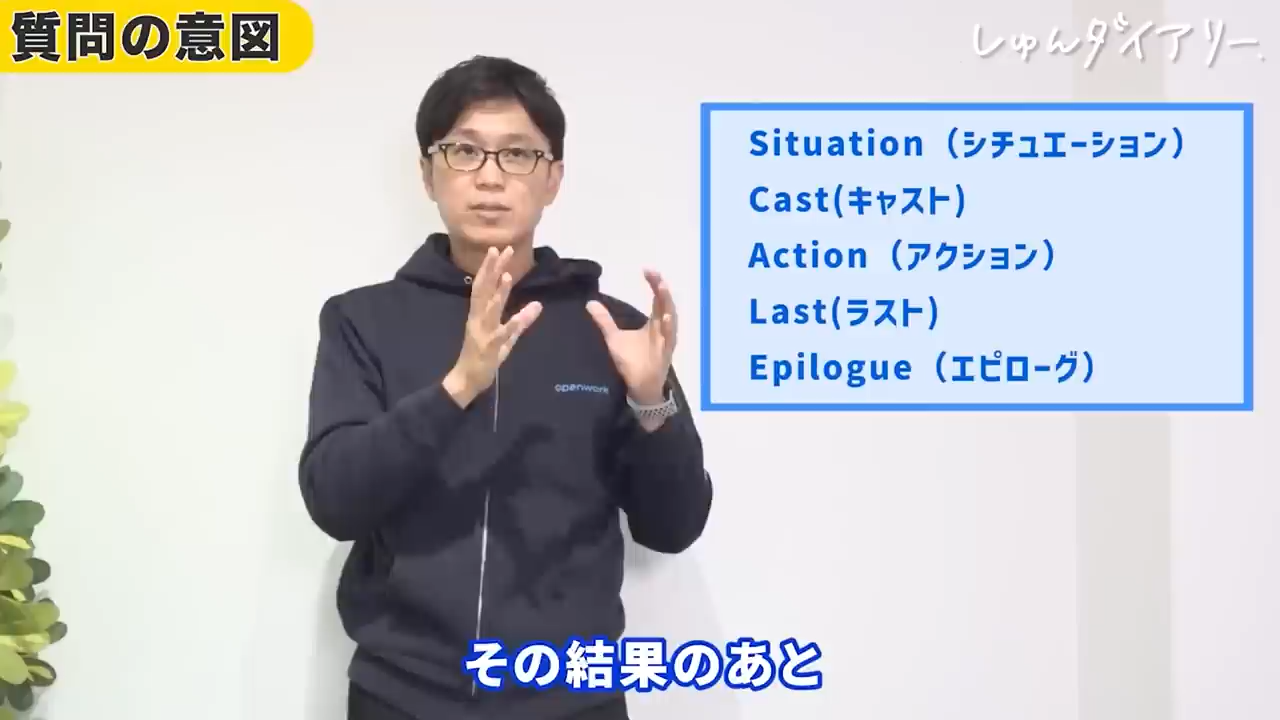 質問の意図
しゅんダイアリー.
Situation（シチュエーション）
Cast(キャスト)
Action（アクション）
Last(ラスト)
Epilogue（エピローグ）
openwork
その結果のあと